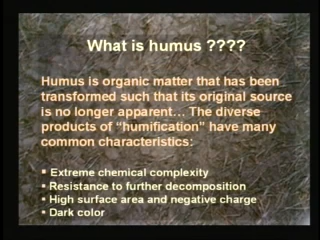 What is humus ????
Humus is organic matter that has been
transformed such that its original source
is no longer apparent... The diverse
products of "humification" have many
common characteristics:
▪ Extreme chemical complexity
▪ Resistance to further decomposition
▪ High surface area and negative charge
▪ Dark color